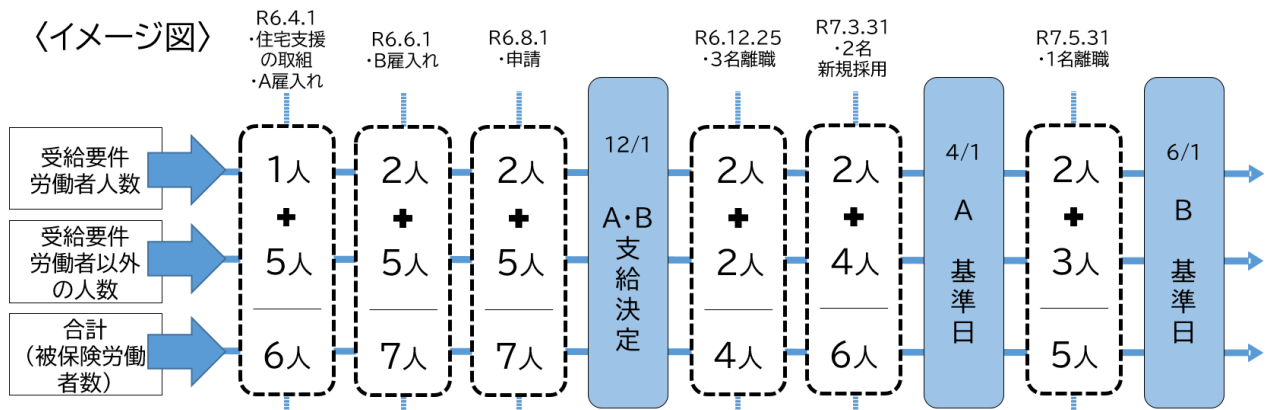 〈イメージ図〉
R6.4.1
・住宅支援
の取組
・A雇入れ
R6.6.1
・B雇入れ
R6.8.1
・申請
R6.12.25
・3名離職
R7.3.31
・2名
新規採用
R7.5.31
・1名離職
受給要件
労働者人数
1人
2人
2人
2人
2人
2人
+
+
+
+
+
+
受給要件
労働者以外
の人数
5人
5人
5人
2人
4人
3人
合計
(被保険労働
者数)
6人
7人
7人
4人
6人
5人
12/1
A・B支給決定
4/1
A
基準日
6/1
B
基準日